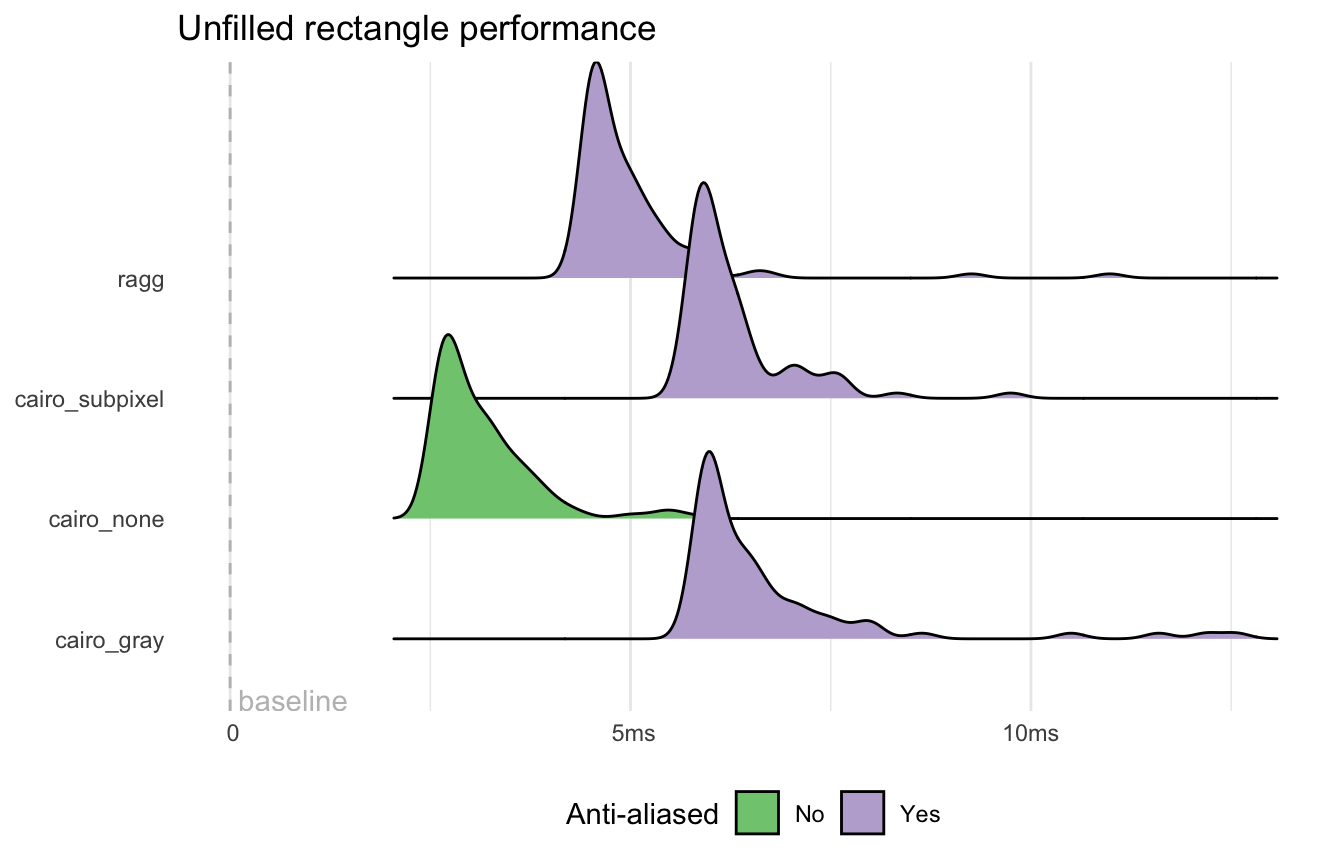 Unfilled rectangle performance
ragg
cairo_subpixel
cairo_none
cairo_gray
baseline
0 5ms 10ms
Anti-aliased No Yes